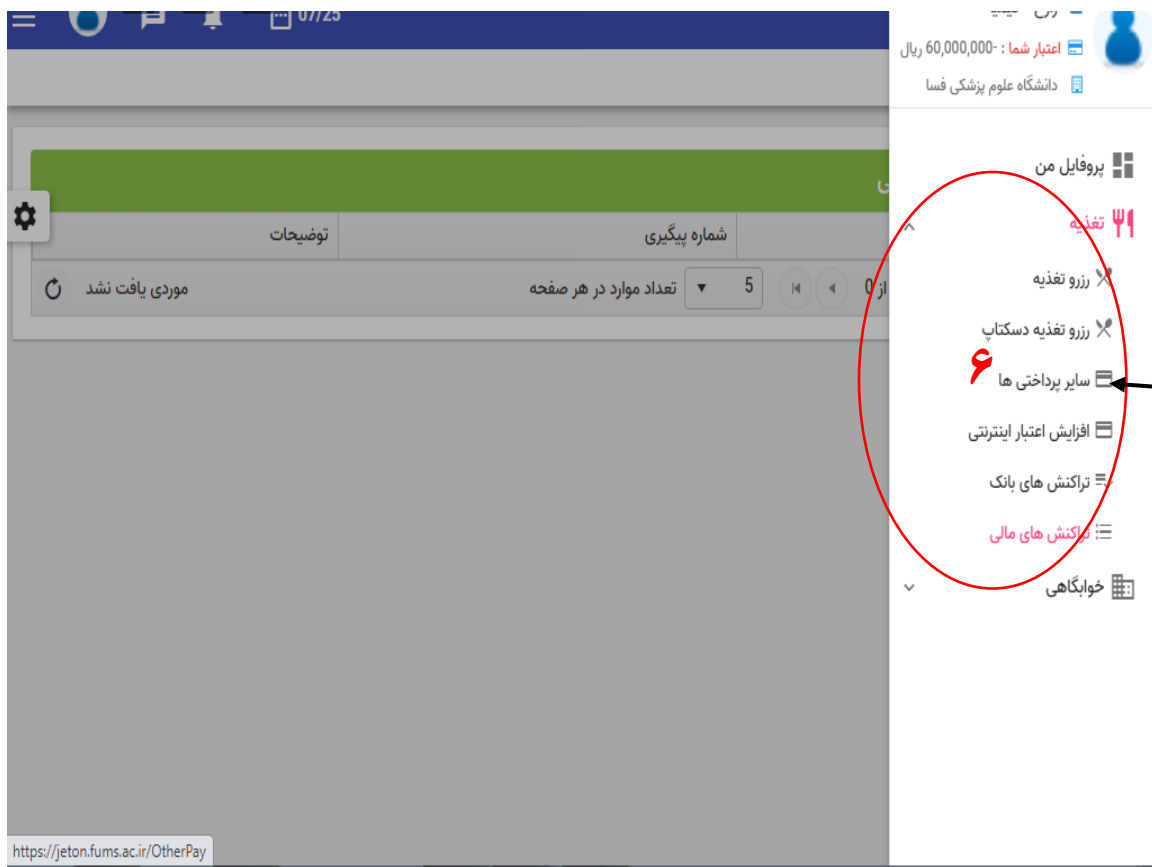 07/25
اعتبار شما : -60,000,000 ریال
دانشگاه علوم پزشکی فسا
پروفایل من
تغذیه
رزرو تغذیه
رزرو تغذیه دسکتاپ
سایر پرداختی ها
۶
افزایش اعتبار اینترنتی
تراکنش های بانک
تراکنش های مالی
خوابگاهی
شماره پیگیری
توضیحات
از 0
5
تعداد موارد در هر صفحه
موردی یافت نشد
https://jeton.fums.ac.ir/OtherPay